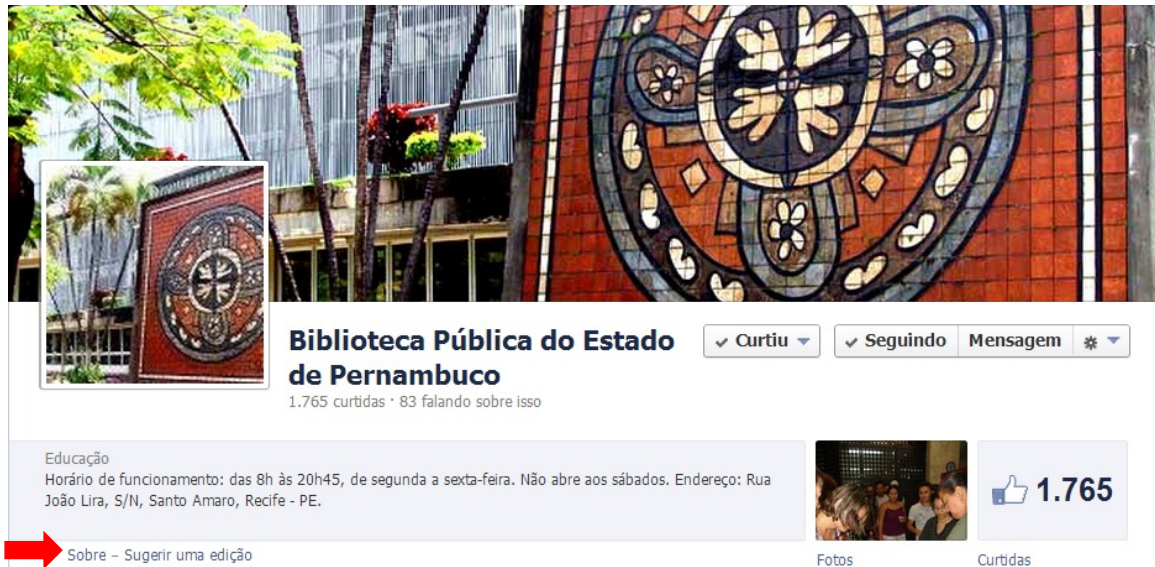 Biblioteca Pública do Estado
de Pernambuco
1.765 curtidas · 83 falando sobre isso
Curtiu
Seguindo
Mensagem
Educação
Horário de funcionamento: das 8h às 20h45, de segunda a sexta-feira. Não abre aos sábados. Endereço: Rua
João Lira, S/N, Santo Amaro, Recife - PE.
1.765
Sobre – Sugerir uma edição
Fotos
Curtidas